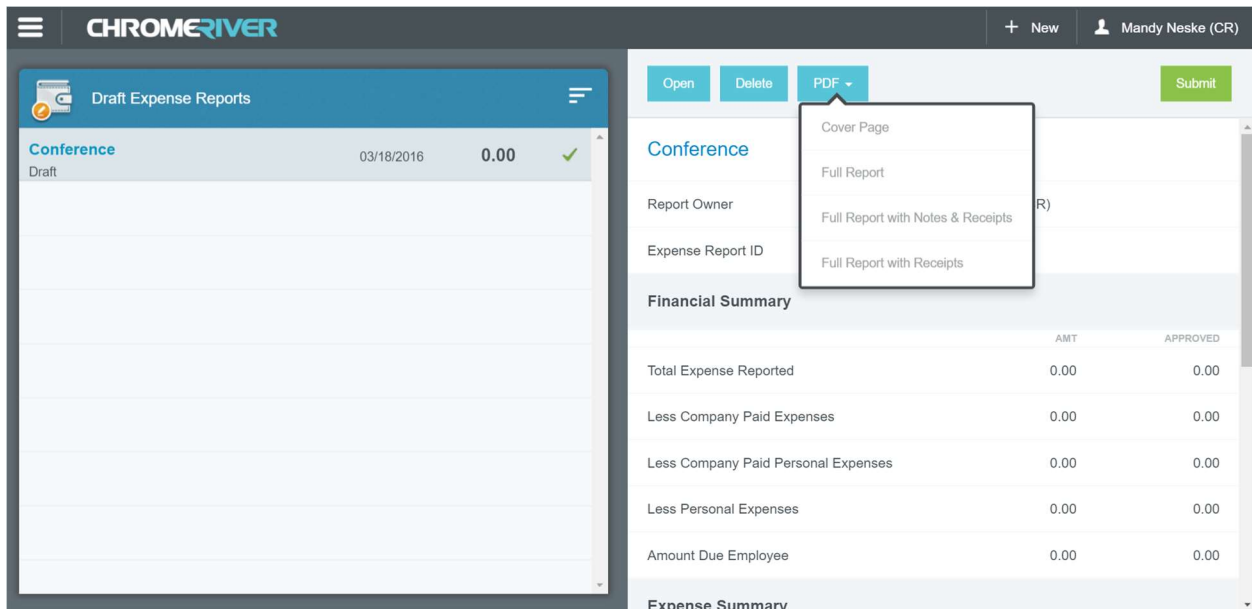 CHROMERIVER
+ New
Mandy Neske (CR)
Draft Expense Reports
Conference 03/18/2016 0.00
Draft
Open Delete PDF Submit
Cover Page
Full Report
Full Report with Notes & Receipts
Full Report with Receipts
Conference
Report Owner R)
Expense Report ID
Financial Summary
AMT APPROVED
Total Expense Reported 0.00 0.00
Less Company Paid Expenses 0.00 0.00
Less Company Paid Personal Expenses 0.00 0.00
Less Personal Expenses 0.00 0.00
Amount Due Employee 0.00 0.00
Expense Summary